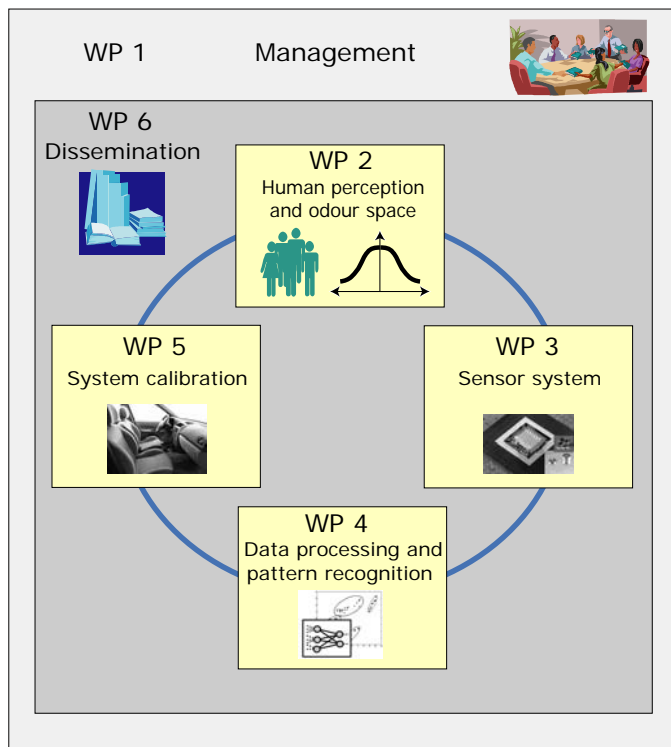 WP 1 Management
WP 6
Dissemination
WP 2
Human perception
and odour space
WP 5
System calibration
WP 3
Sensor system
WP 4
Data processing and
pattern recognition